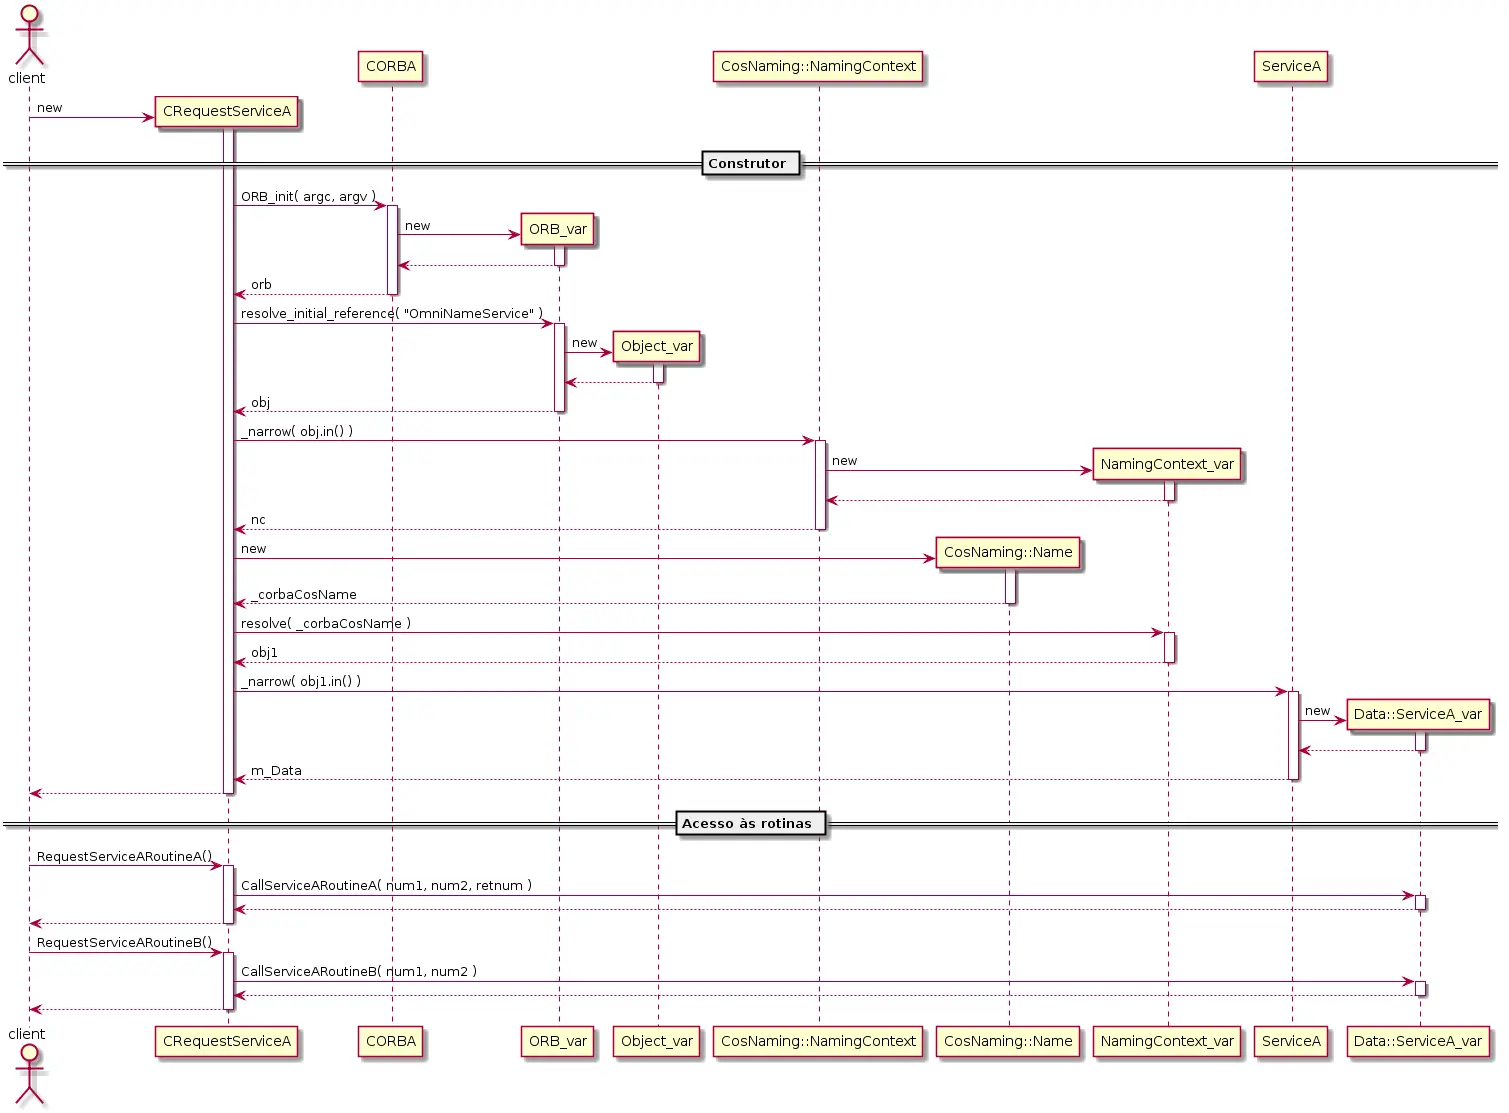 client
CORBA
CosNaming::NamingContext
ServiceA
new
CRequestServiceA
Construtor
ORB_init( argc, argv )
new
ORB_var
orb
resolve_initial_reference( "OmniNameService" )
new
Object_var
obj
_narrow( obj.in() )
new
NamingContext_var
nc
new
CosNaming::Name
_corbaCosName
resolve( _corbaCosName )
obj1
_narrow( obj1.in() )
new
Data::ServiceA_var
m_Data
Acesso às rotinas
RequestServiceARoutineA()
CallServiceARoutineA( num1, num2, retnum )
RequestServiceARoutineB()
CallServiceARoutineB( num1, num2 )
client
CRequestServiceA
CORBA
ORB_var
Object_var
CosNaming::NamingContext
CosNaming::Name
NamingContext_var
ServiceA
Data::ServiceA_var